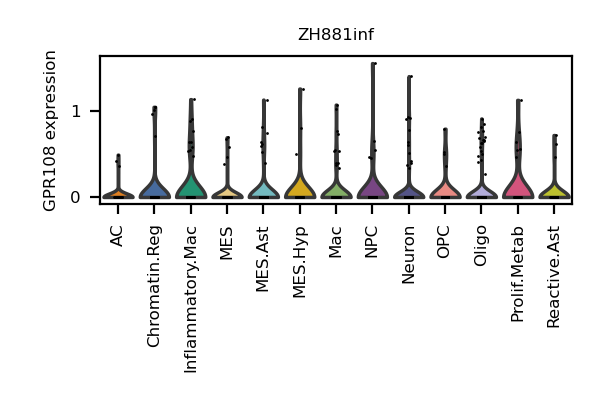 ZH881inf
GPR108 expression
1
0
AC
Chromatin.Reg
Inflammatory.Mac
MES
MES.Ast
MES.Hyp
Mac
NPC
Neuron
OPC
Oligo
Prolif.Metab
Reactive.Ast